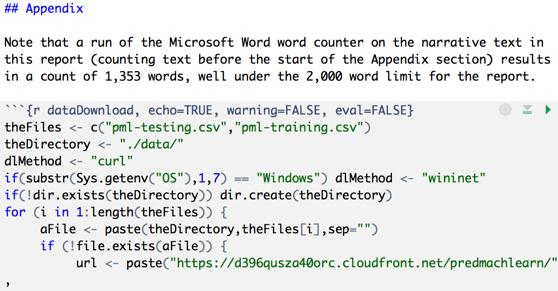 ## Appendix
Note that a run of the Microsoft Word word counter on the narrative text in
this report (counting text before the start of the Appendix section) results
in a count of 1,353 words, well under the 2,000 word limit for the report.
```{r dataDownload, echo=TRUE, warning=FALSE, eval=FALSE}
theFiles <- c("pml-testing.csv","pml-training.csv")
theDirectory <- "./data/"
dlMethod <- "curl"
if(substr(Sys.getenv("OS"),1,7) == "Windows") dlMethod <- "wininet"
if(!dir.exists(theDirectory)) dir.create(theDirectory)
for (i in 1:length(theFiles)) {
     aFile <- paste(theDirectory,theFiles[i],sep="")
     if (!file.exists(aFile)) {
          url <- paste("https://d396qusza40orc.cloudfront.net/predmachlearn/"
,